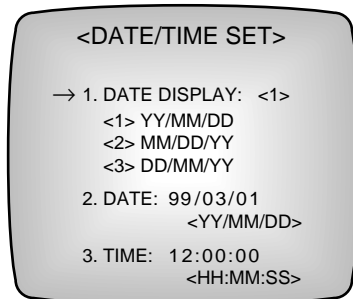 <DATE/TIME SET>
→ 1. DATE DISPLAY: <1>
<1> YY/MM/DD
<2> MM/DD/YY
<3> DD/MM/YY
2. DATE: 99/03/01
<YY/MM/DD>
3. TIME: 12:00:00
<HH:MM:SS>